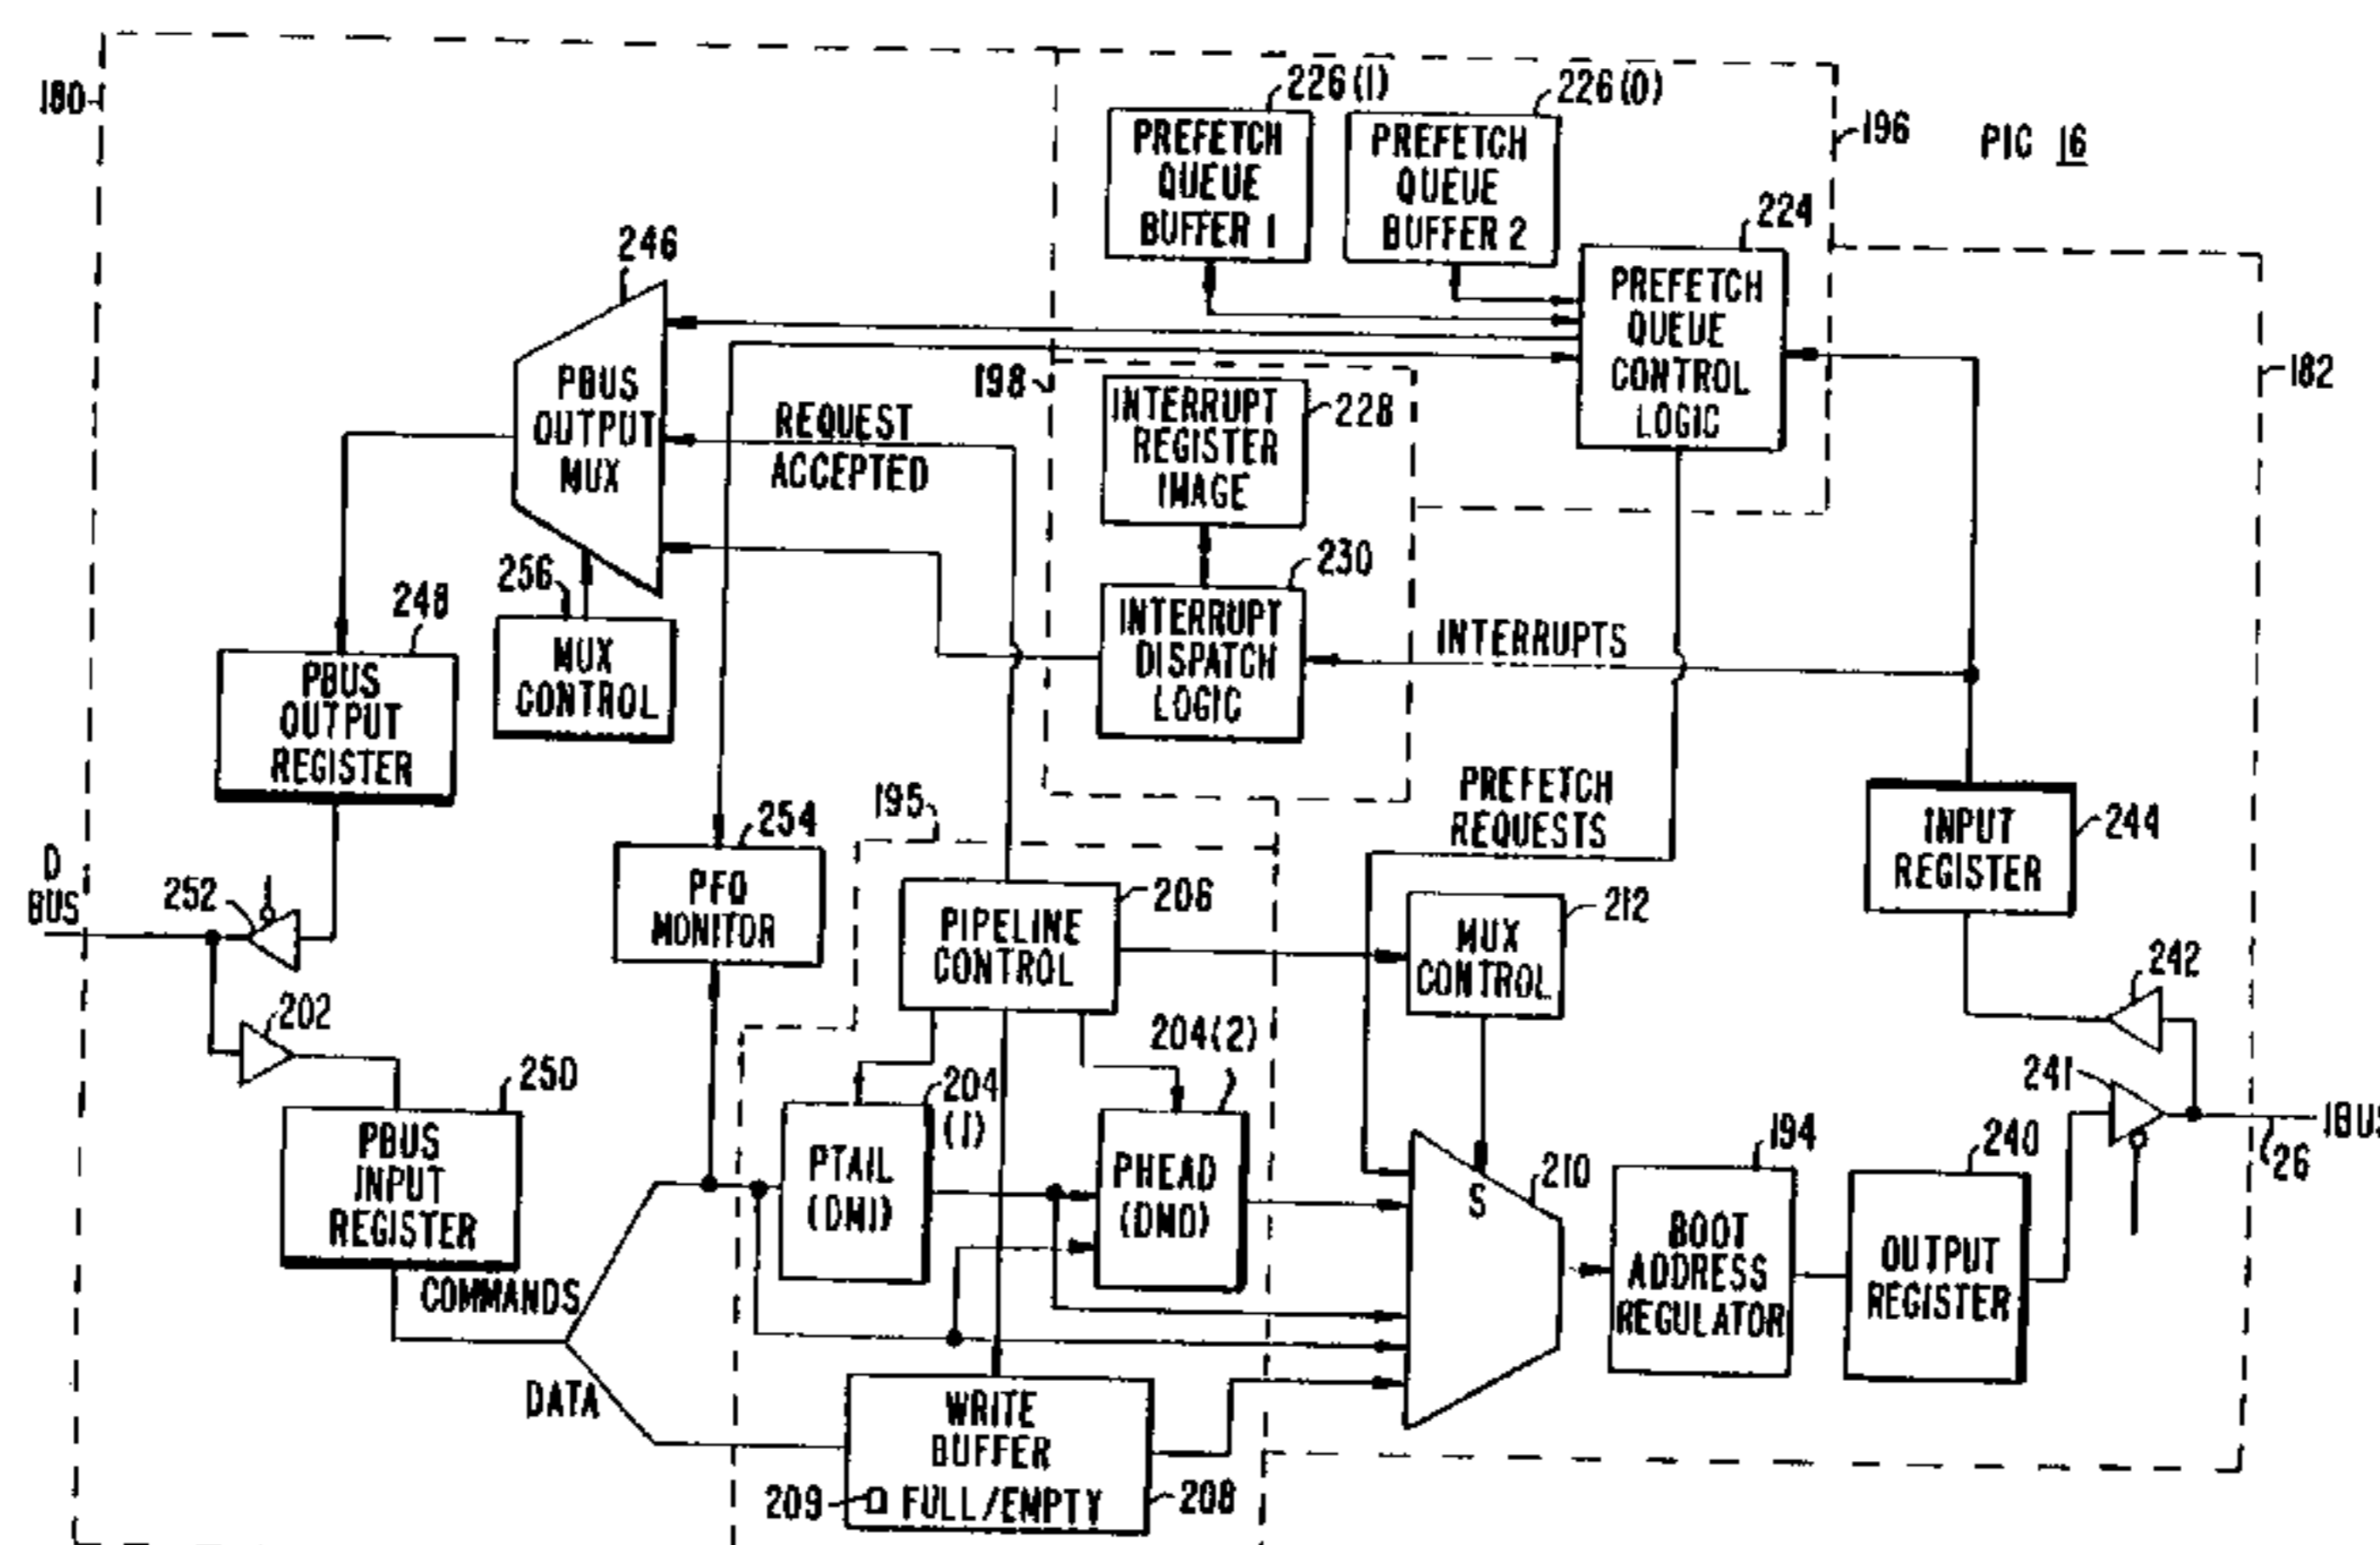 180
226(1)
226(0)
196
PIC 16
PREFETCH
QUEUE
BUFFER 1
PREFETCH
QUEUE
BUFFER 2
224
PREFETCH
QUEUE
CONTROL
LOGIC
246
PBUS
OUTPUT
MUX
198
182
REQUEST
ACCEPTED
INTERRUPT
REGISTER
IMAGE
228
256
MUX
CONTROL
248
PBUS
OUTPUT
REGISTER
230
INTERRUPT
DISPATCH
LOGIC
INTERRUPTS
195
PREFETCH
REQUESTS
254
PFQ
MONITOR
INPUT
REGISTER
244
D
BUS
252
PIPELINE
CONTROL
206
MUX
CONTROL
212
242
202
250
PBUS
INPUT
REGISTER
204
(1)
204(2)
PTAIL
(DM1)
PHEAD
(DM0)
S
210
194
BOOT
ADDRESS
REGULATOR
240
OUTPUT
REGISTER
241
IBUS
26
COMMANDS
DATA
WRITE
BUFFER
209
FULL/EMPTY
208